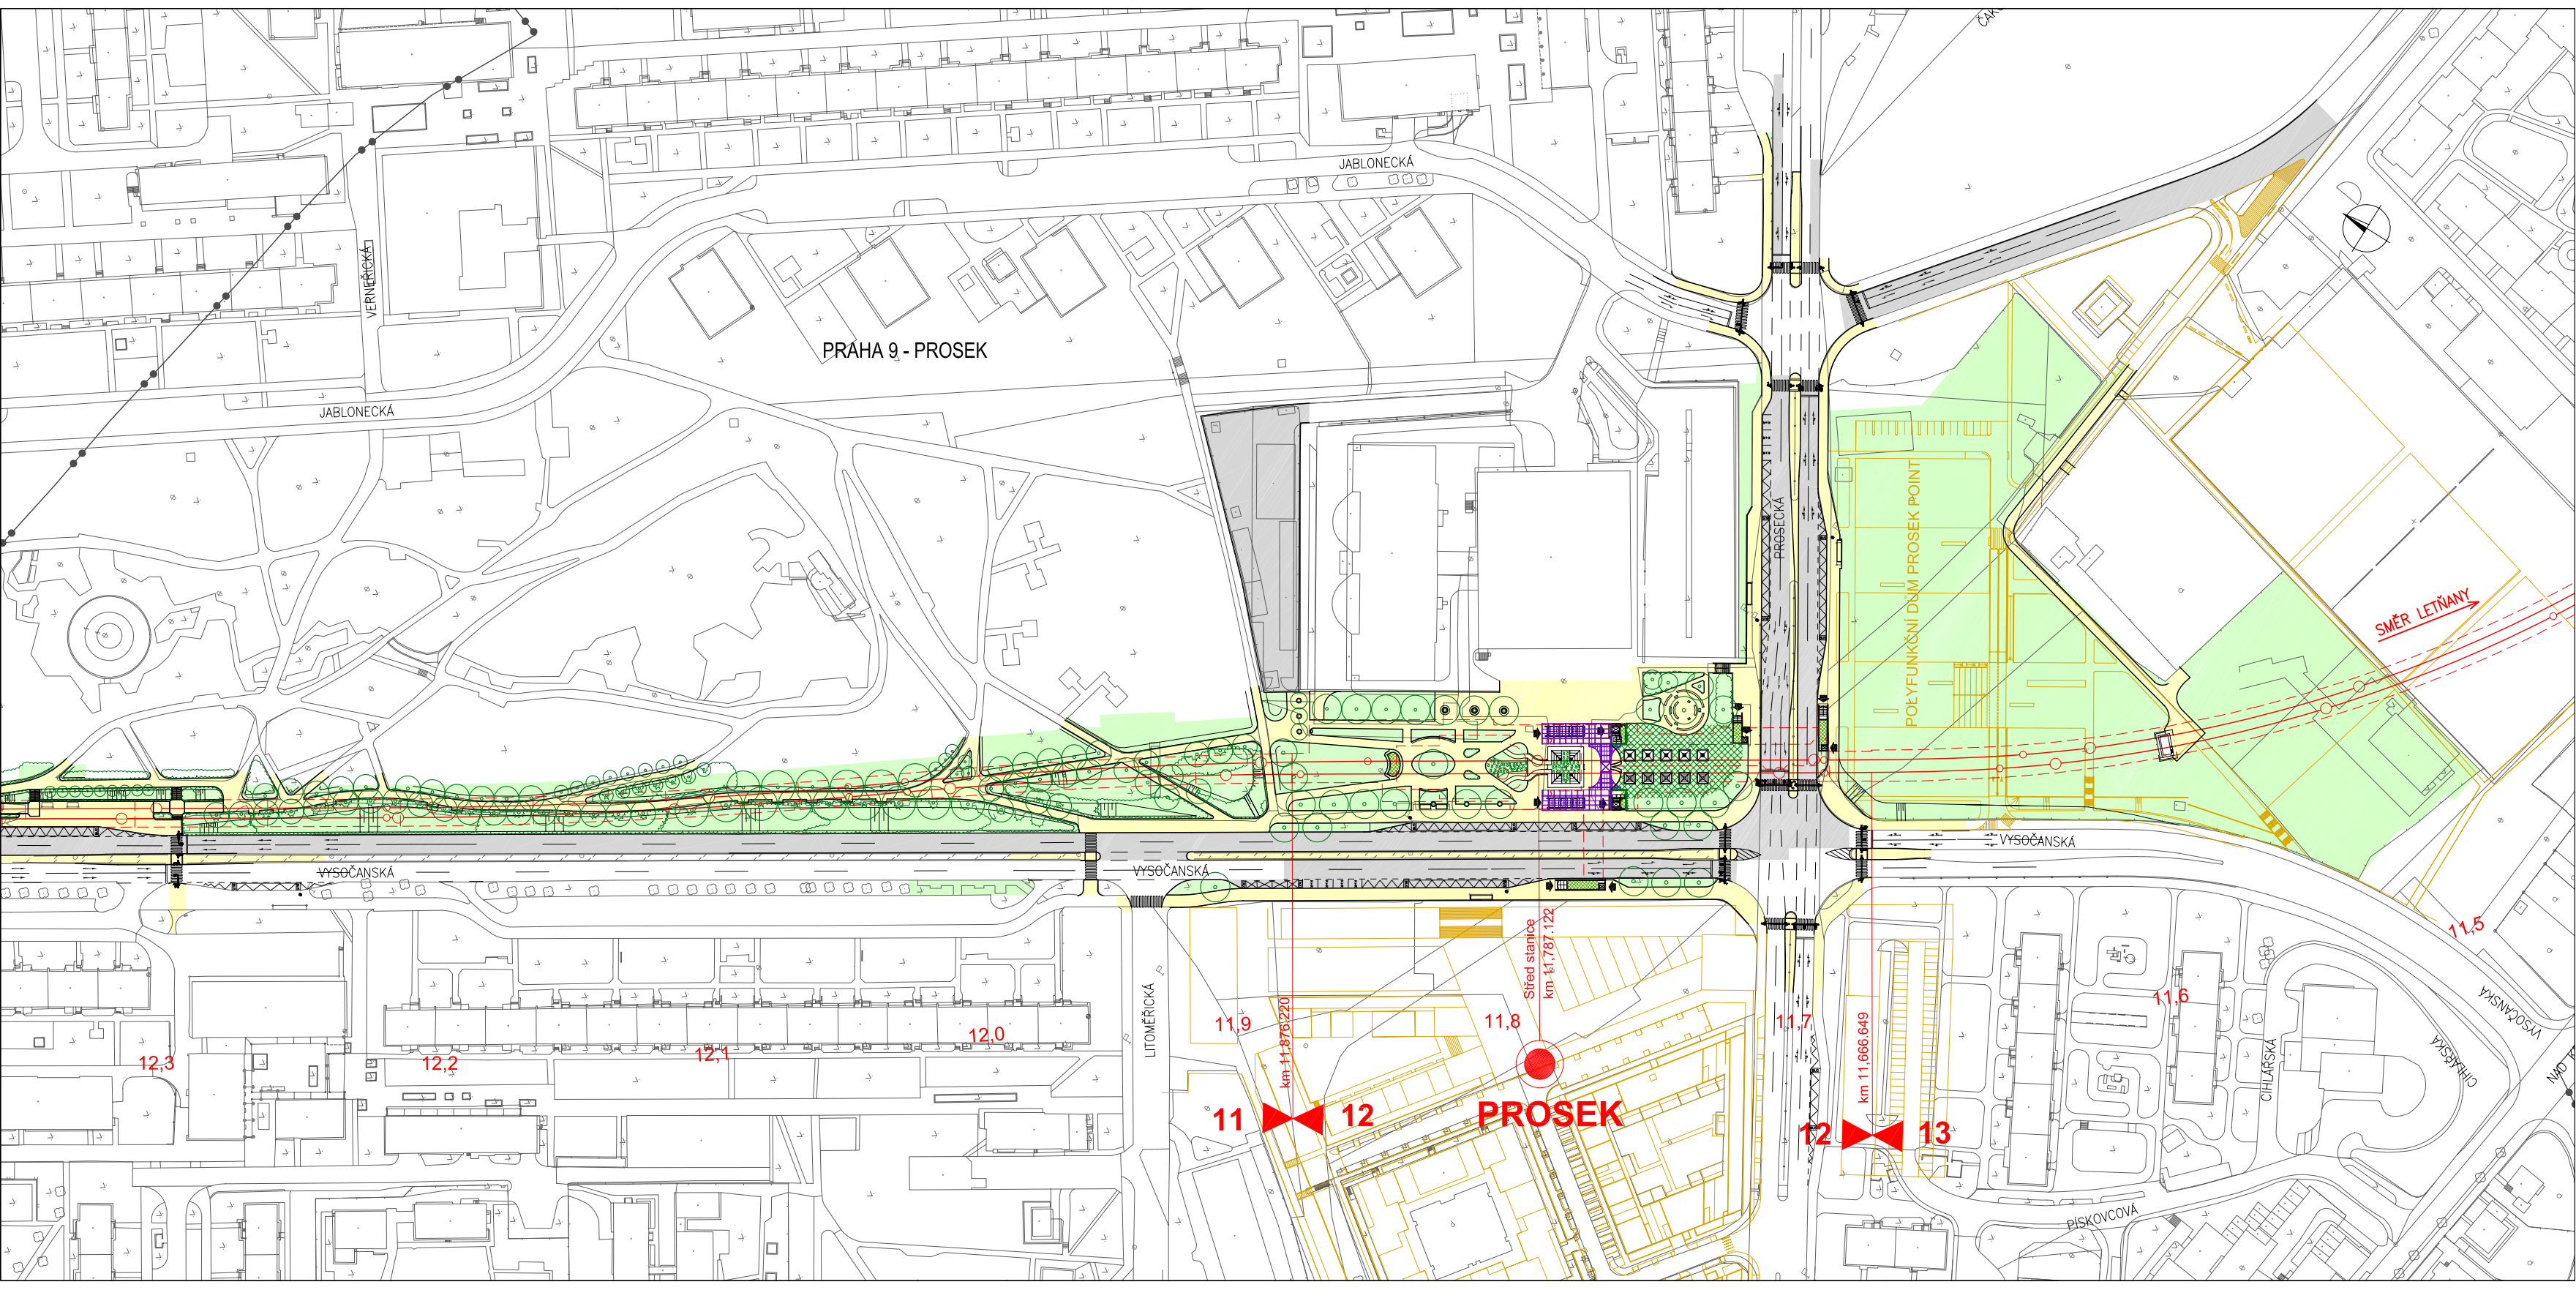 ČAK
JABLONECKÁ
VERNEŘICKÁ
PRAHA 9 - PROSEK
JABLONECKÁ
PROSECKÁ
POLYFUNKČNÍ DŮM PROSEK POINT
SMĚR LETŇANY
VYSOČANSKÁ
VYSOČANSKÁ
VYSOČANSKÁ
Střed stanice
km 11,787.122
11,5
11,6
VYSOČANSKÁ
LITOMĚŘICKÁ
km 11,876.220
11,9
11,8
11,7
km 11,666.649
12,3
12,2
12,1
12,0
CIHLÁŘSKÁ
CIHLÁŘSKÁ
NAD
11
12
PROSEK
12
13
PÍSKOVCOVÁ